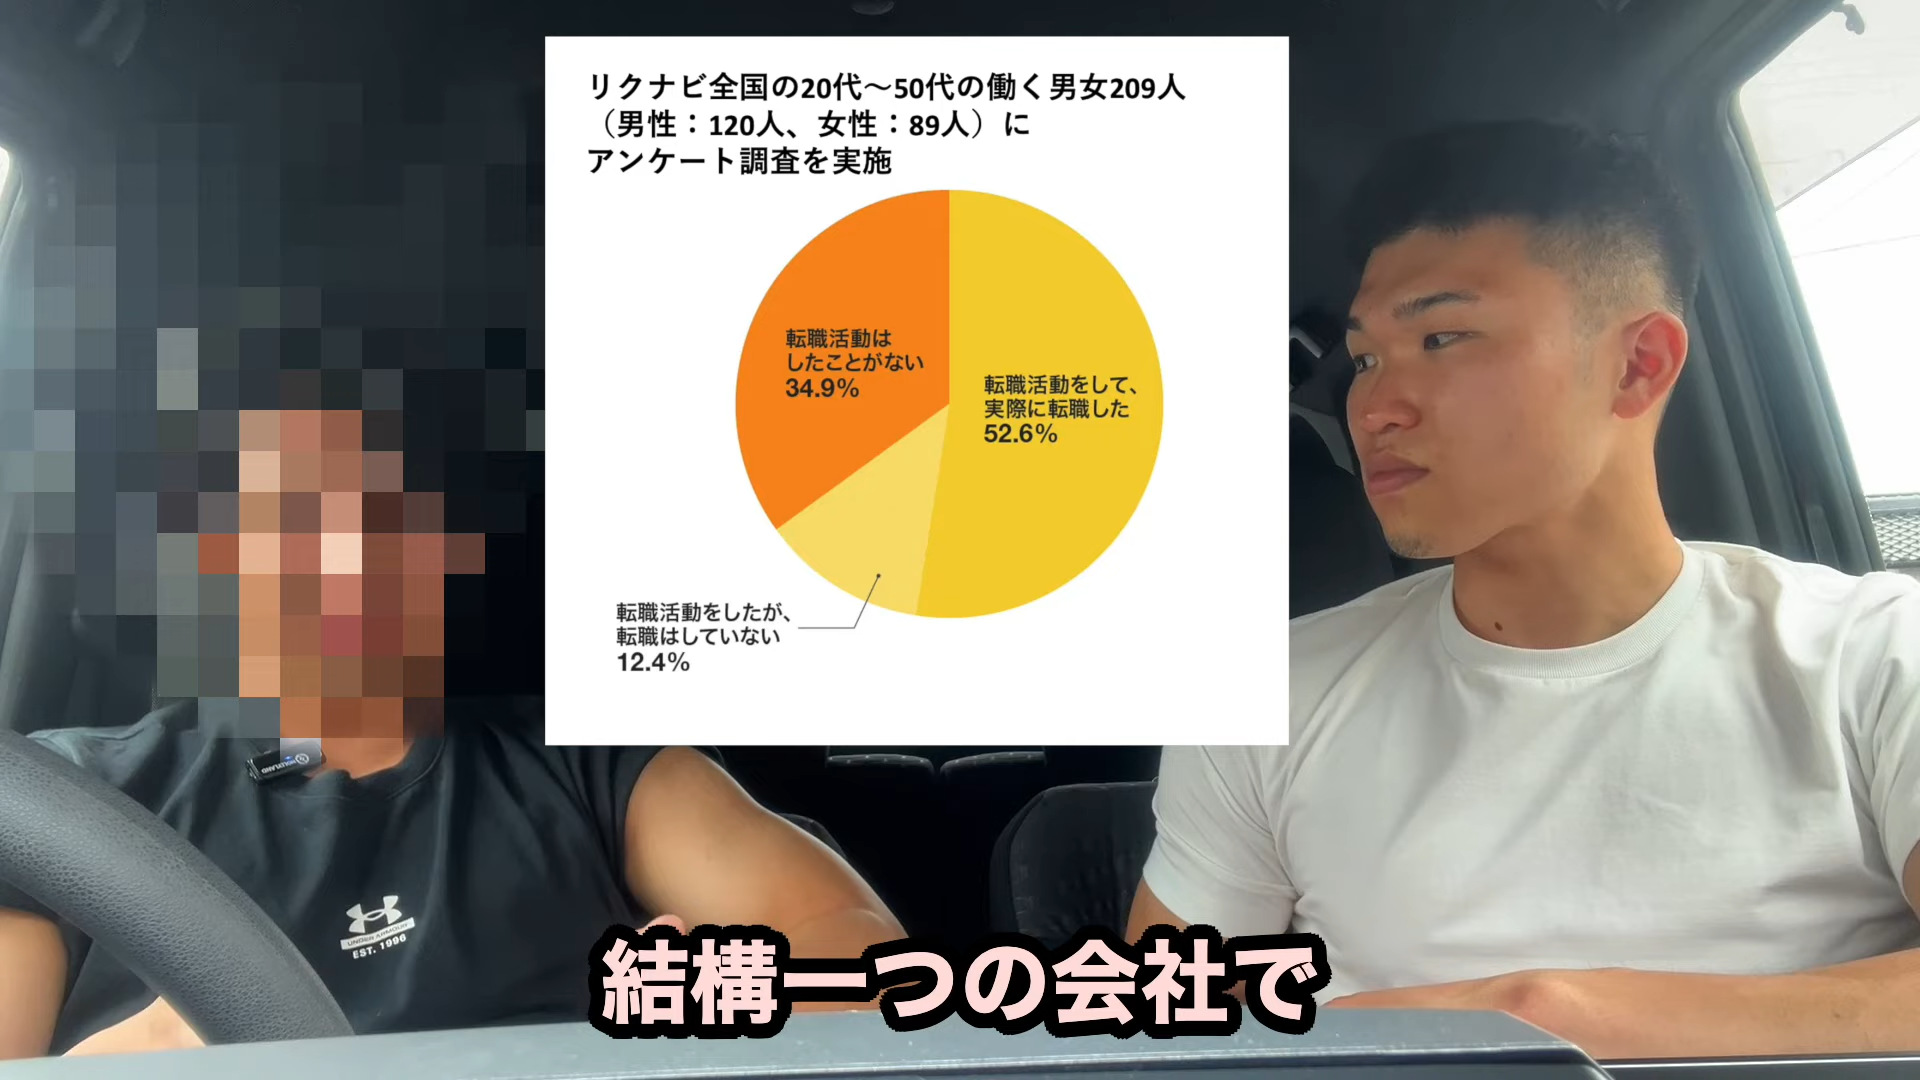 リクナビ全国の20代～50代の働く男女209人
（男性：120人、女性：89人）に
アンケート調査を実施
転職活動は
したことがない
34.9%
転職活動をして、
実際に転職した
52.6%
転職活動をしたが、
転職はしていない
12.4%
HOLLYLAND
UNDER ARMOUR
EST. 1996
結構一つの会社で